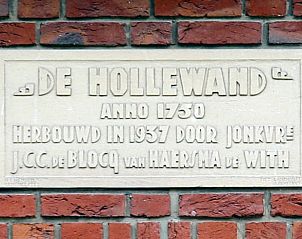 DE HOLLEWAND
ANNO 1750
HERBOUWD IN 1937 DOOR JONKVRE
J.C.C. DE BLOCQ VAN HAERSMA DE WITH